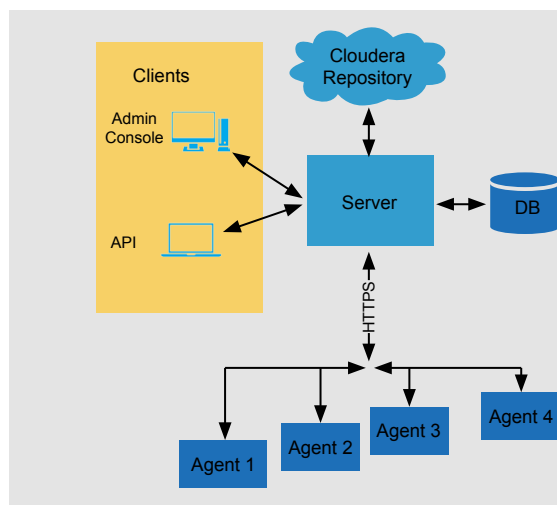 Clients
Admin
Console
API
Cloudera
Repository
Server
DB
HTTPS
Agent 1
Agent 2
Agent 3
Agent 4